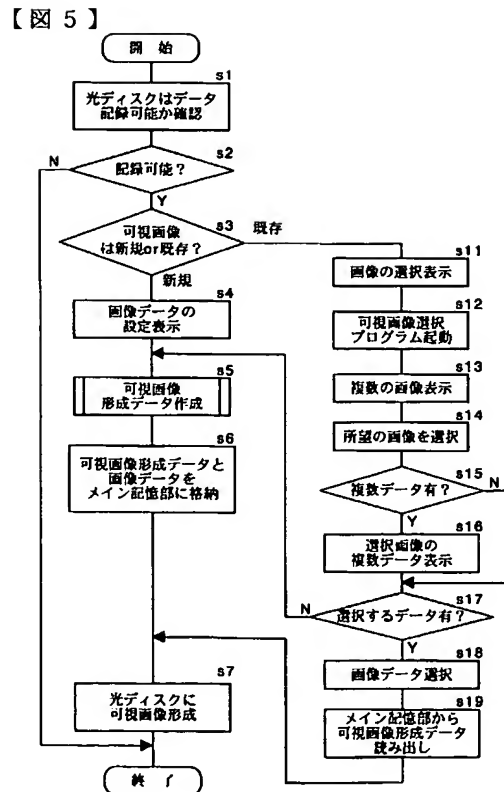 【図5】
開 始
s1
光ディスクはデータ
記録可能か確認
s2
N
記録可能？
Y
s3
可視画像
は新規or既存？
既存
新規
s4
画像データの
設定表示
s5
可視画像
形成データ作成
s6
可視画像形成データと
画像データを
メイン記憶部に格納
s7
光ディスクに
可視画像形成
終 了
s11
画像の選択表示
s12
可視画像選択
プログラム起動
s13
複数の画像表示
s14
所望の画像を選択
s15
複数データ有？
N
Y
s16
選択画像の
複数データ表示
s17
N
選択するデータ有？
Y
s18
画像データ選択
s19
メイン記憶部から
可視画像形成データ
読み出し